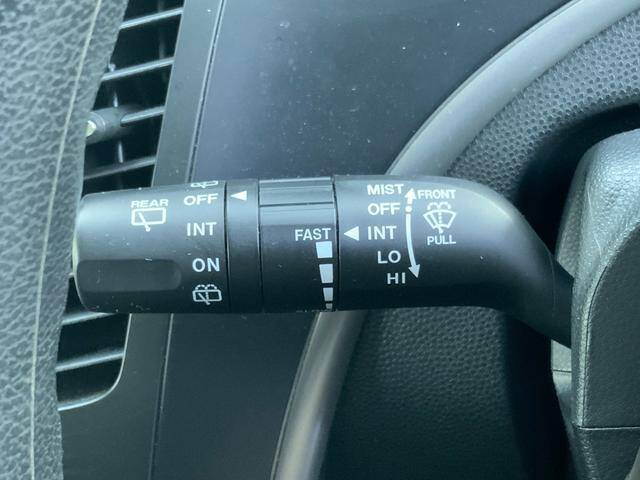 REAR
OFF
INT
ON
FAST
MIST
OFF
INT
LO
HI
FRONT
PULL